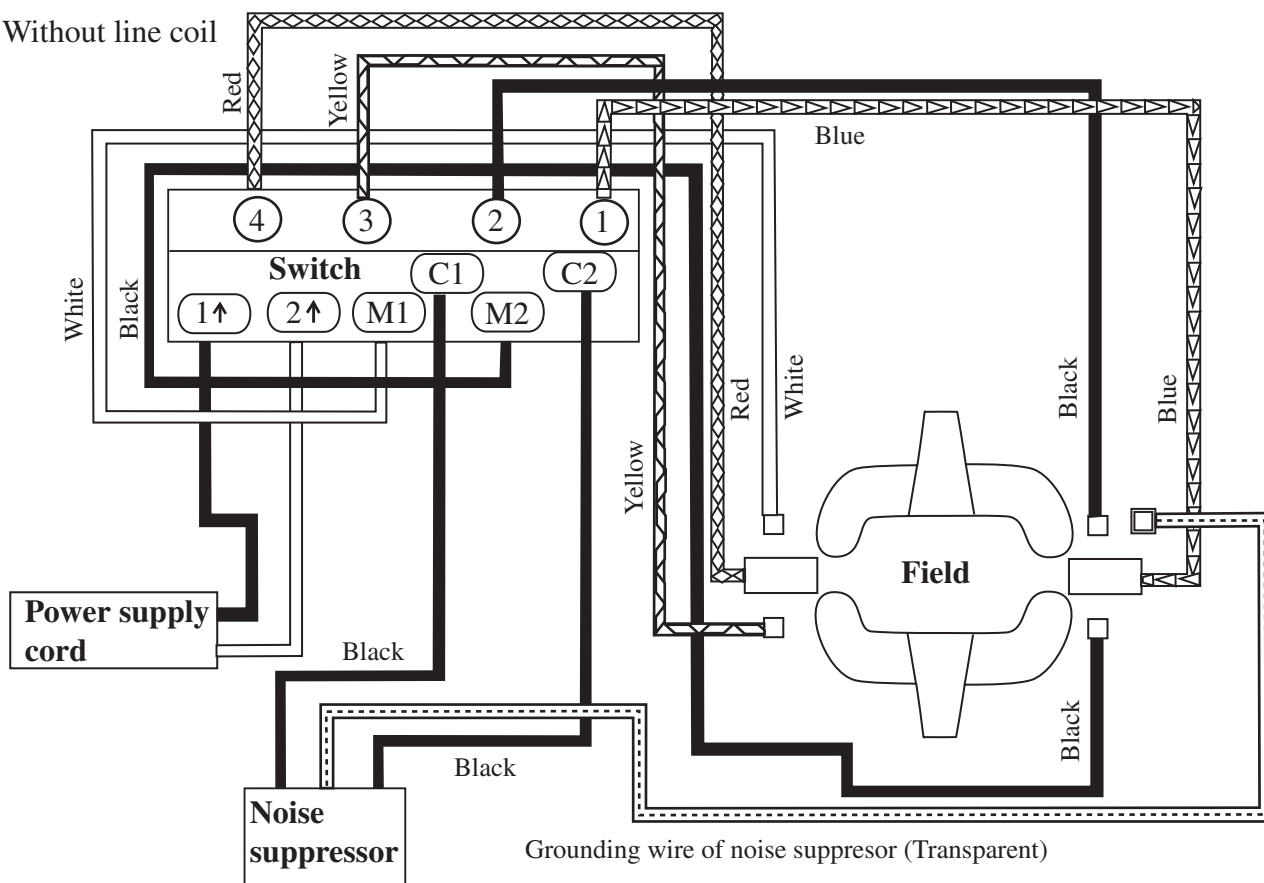 Without line coil
Red
Yellow
Blue
4
3
2
1
Switch
C1
C2
1↑
2↑
M1
M2
White
Black
Red
White
Black
Blue
Yellow
Field
Power supply
cord
Black
Black
Black
Noise
suppressor
Grounding wire of noise suppresor (Transparent)